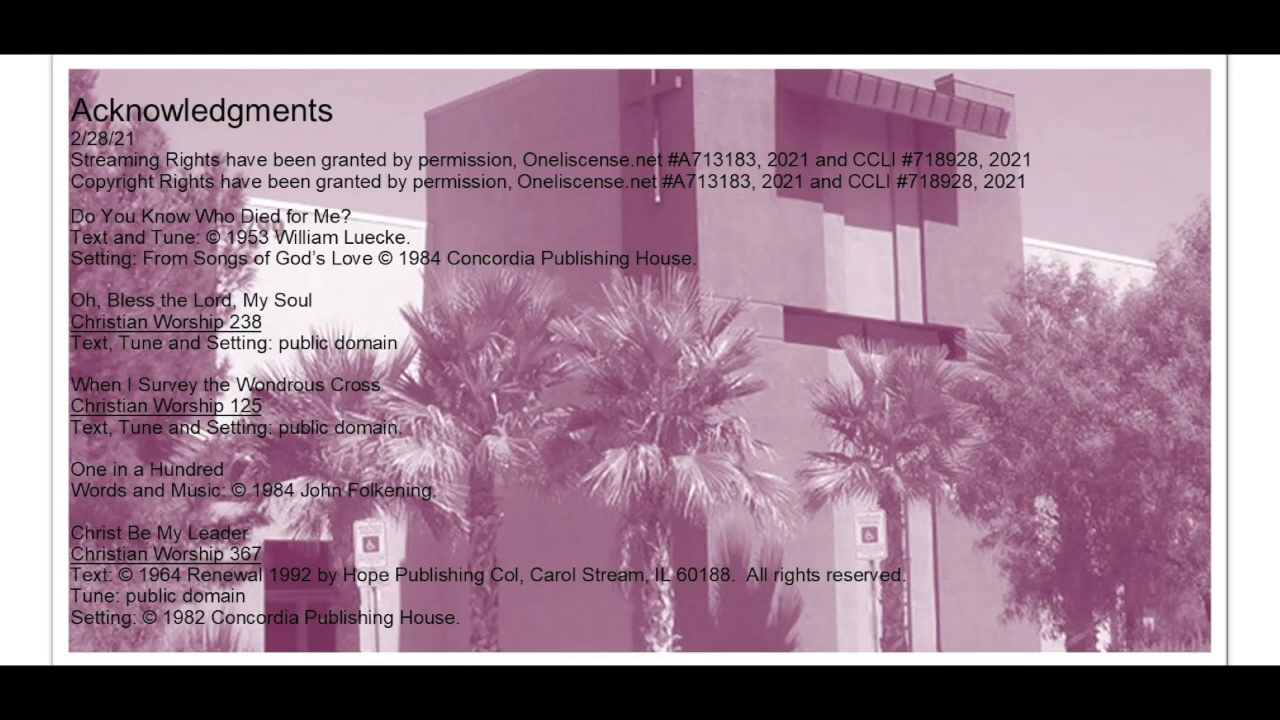 Acknowledgments
2/28/21
Streaming Rights have been granted by permission, Oneliscense.net #A713183, 2021 and CCLI #718928, 2021
Copyright Rights have been granted by permission, Oneliscense.net #A713183, 2021 and CCLI #718928, 2021
Do You Know Who Died for Me?
Text and Tune: © 1953 William Luecke.
Setting: From Songs of God’s Love © 1984 Concordia Publishing House.
Oh, Bless the Lord, My Soul
Christian Worship 238
Text, Tune and Setting: public domain
When I Survey the Wondrous Cross
Christian Worship 125
Text, Tune and Setting: public domain.
One in a Hundred
Words and Music: © 1984 John Folkening.
Christ Be My Leader
Christian Worship 367
Text: © 1964 Renewal 1992 by Hope Publishing Col, Carol Stream, IL 60188.  All rights reserved.
Tune: public domain
Setting: © 1982 Concordia Publishing House.